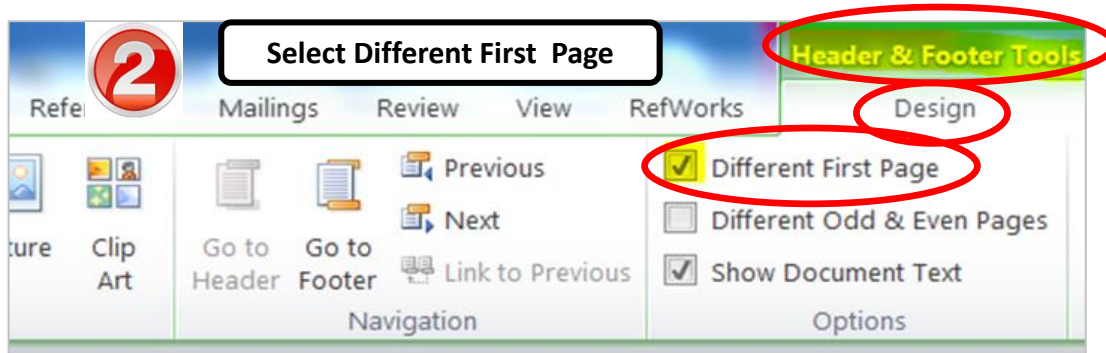 2
Select Different First Page
Header & Footer Tools
Mailings Review View RefWorks Design
Previous
Next
Link to Previous
Clip Art
Go to Header
Go to Footer
Navigation
Different First Page
Different Odd & Even Pages
Show Document Text
Options